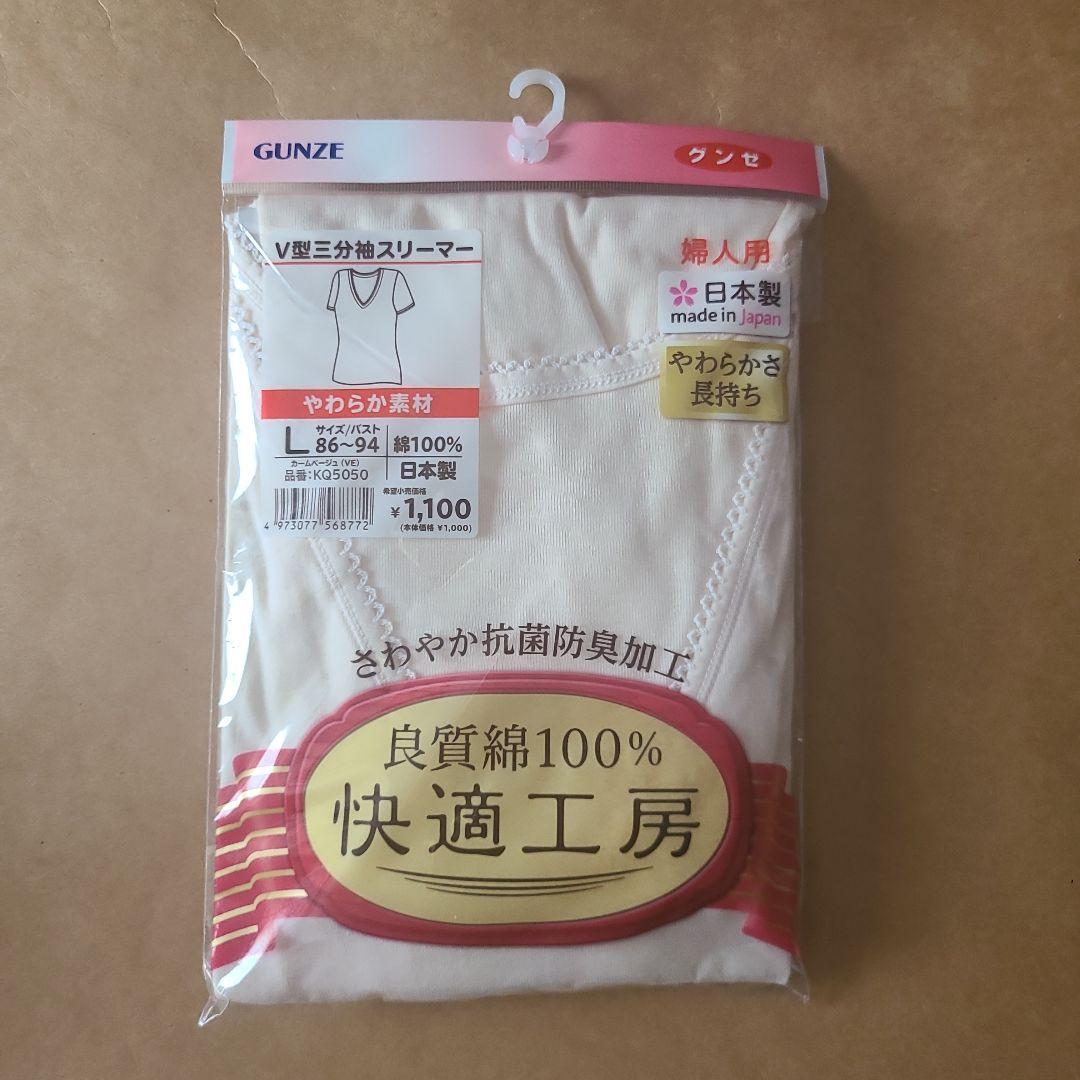 GUNZE
グンゼ
V型三分袖スリーマー
やわらか素材
L サイズ/バスト 86~94
綿100%
カームベージュ(VE)
品番:KQ5050
日本製
希望小売価格
¥1,100
(本体価格 ¥1,000)
4 973077 568772
婦人用
日本製
made in Japan
やわらかさ
長持ち
さわやか抗菌防臭加工
良質綿100%
快適工房